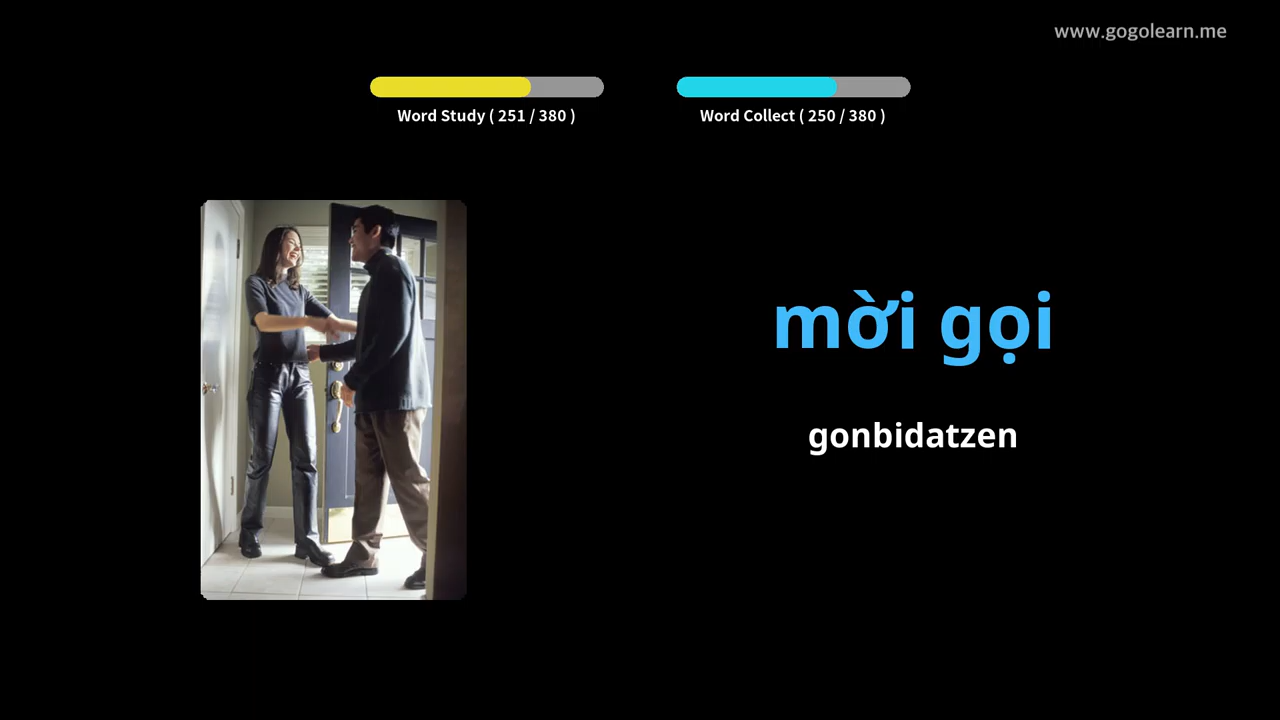 www.gogolearn.me
Word Study ( 251 / 380 )
Word Collect ( 250 / 380 )
mời gọi
gonbidatzen